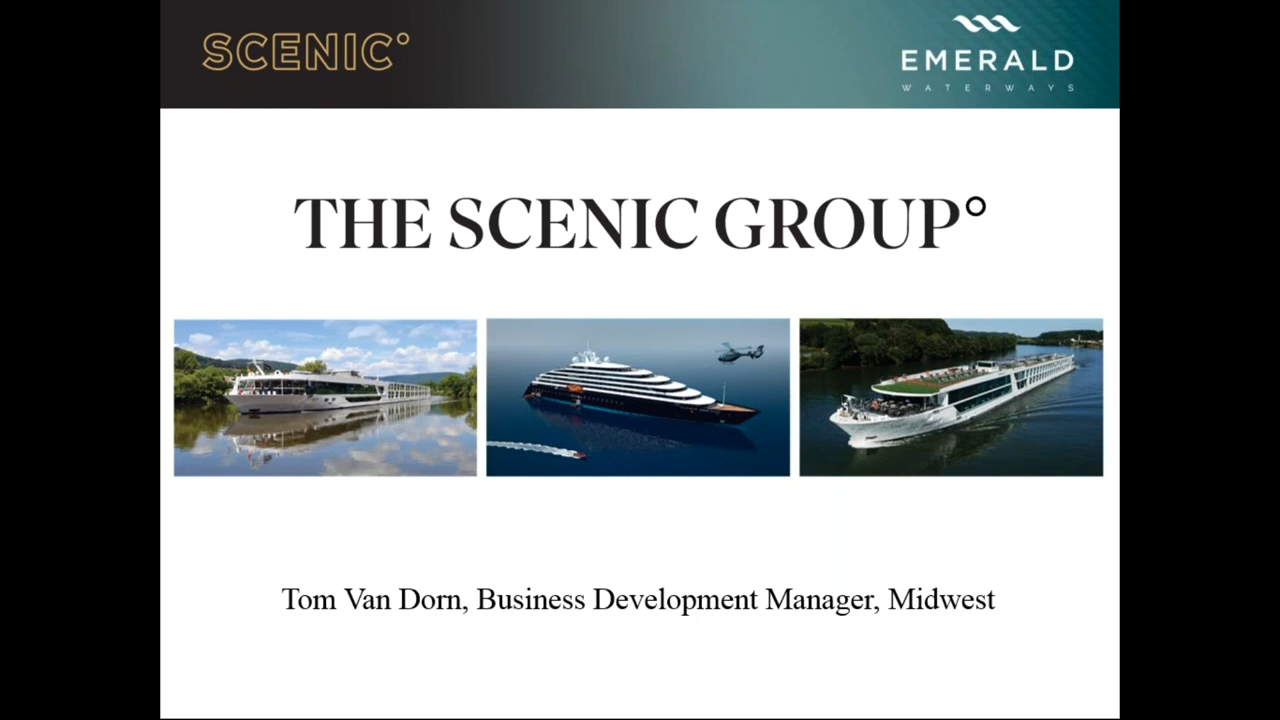 SCENIC°
EMERALD
WATERWAYS
THE SCENIC GROUP°
Tom Van Dorn, Business Development Manager, Midwest